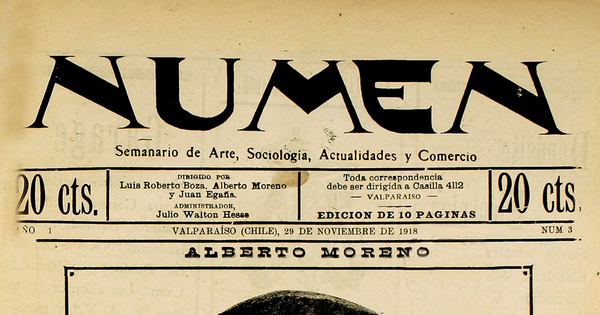 NUMEN
Semanario de Arte, Sociología, Actualidades y Comercio
20 cts.
DIRIGIDO POR
Luis Roberto Boza, Alberto Moreno
y Juan Egaña.
ADMINISTRADOR,
Julio Walton Hesse
Toda correspondencia
debe ser dirigida a Casilla 4112
— VALPARAISO —
EDICION DE 10 PAGINAS
20 cts.
AÑO 1
VALPARAÍSO (CHILE), 29 DE NOVIEMBRE DE 1918
NUM 3
ALBERTO MORENO